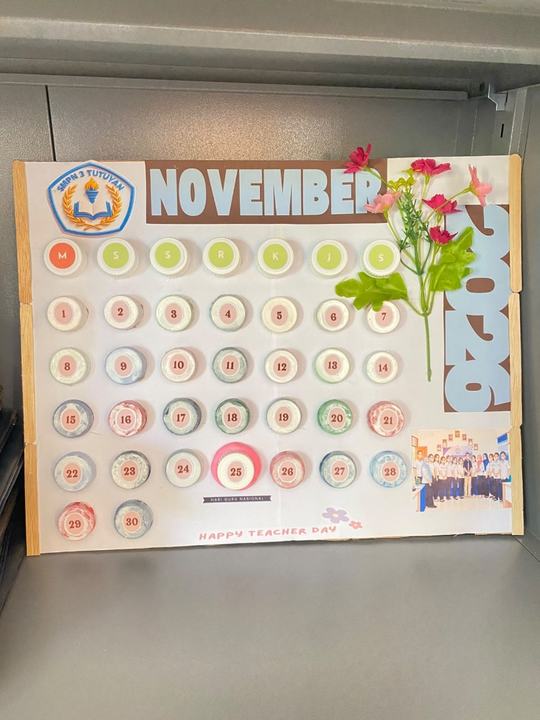 SMPN 3 TUTUYAN
NOVEMBER
2026
M S S R K J S
1 2 3 4 5 6 7
8 9 10 11 12 13 14
15 16 17 18 19 20 21
22 23 24 25 26 27 28
HARI GURU NASIONAL
29 30
HAPPY TEACHER DAY